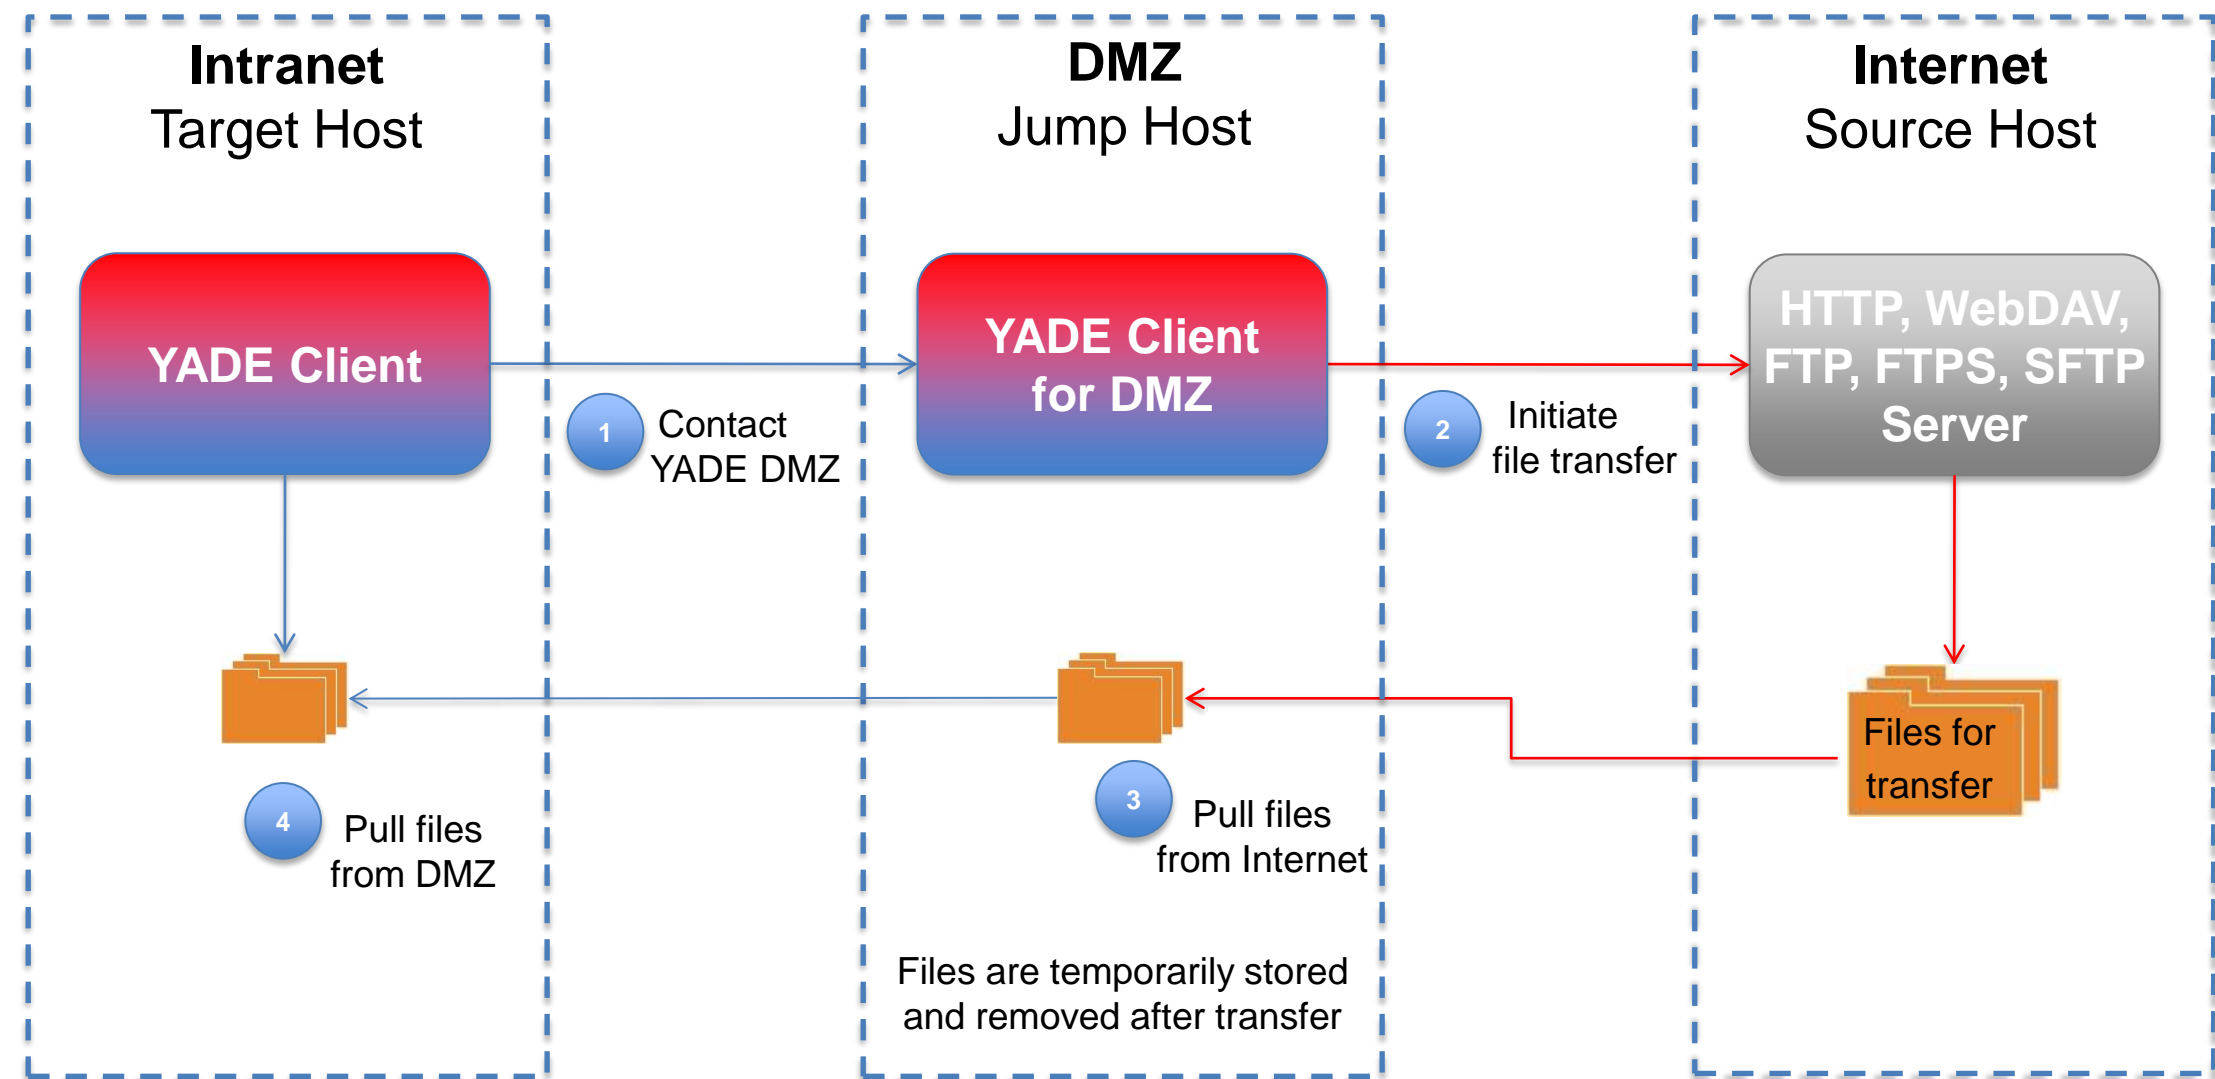 Intranet
Target Host
DMZ
Jump Host
Internet
Source Host
YADE Client
YADE Client
for DMZ
HTTP, WebDAV,
FTP, FTPS, SFTP
Server
1
Contact
YADE DMZ
2
Initiate
file transfer
Files for
transfer
4
Pull files
from DMZ
3
Pull files
from Internet
Files are temporarily stored
and removed after transfer